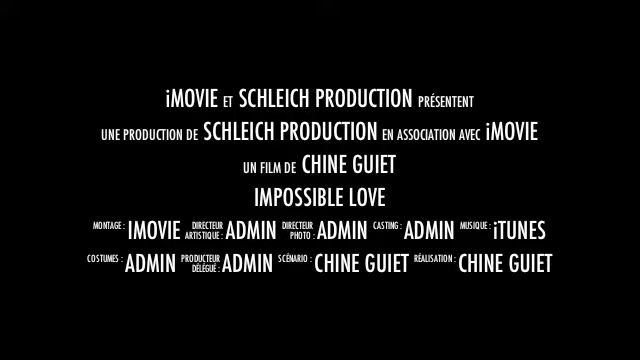 iMOVIE ET SCHLEICH PRODUCTION PRÉSENTENT
UNE PRODUCTION DE SCHLEICH PRODUCTION EN ASSOCIATION AVEC iMOVIE
UN FILM DE CHINE GUIET
IMPOSSIBLE LOVE
MONTAGE : IMOVIE DIRECTEUR ARTISTIQUE : ADMIN DIRECTEUR PHOTO : ADMIN CASTING : ADMIN MUSIQUE : iTUNES
COSTUMES : ADMIN PRODUCTEUR DÉLÉGUÉ : ADMIN SCÉNARIO : CHINE GUIET RÉALISATION : CHINE GUIET